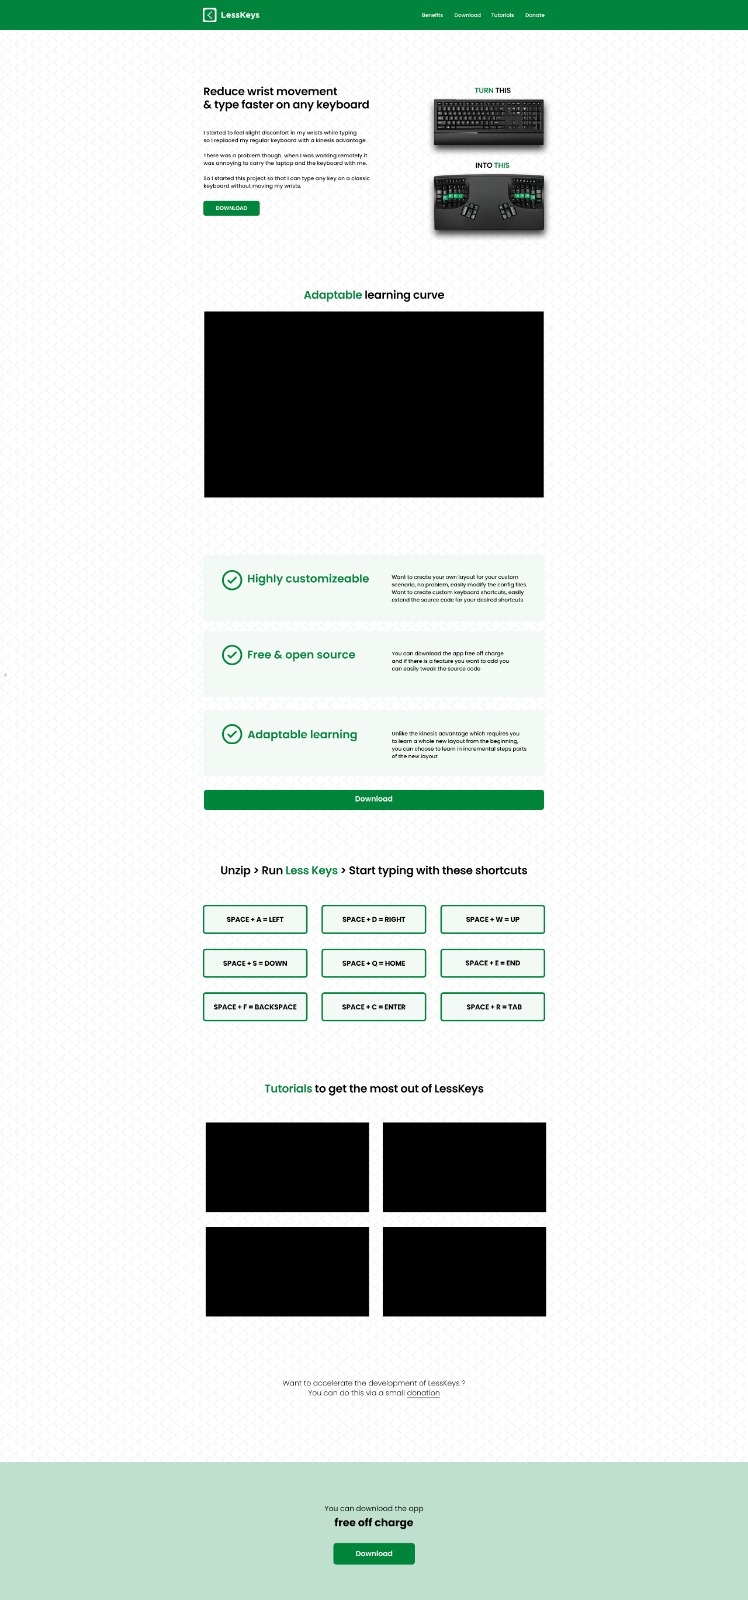 LessKeys
Benefits Download Tutorials Donate
Reduce wrist movement
& type faster on any keyboard
I started to feel slight discomfort in my wrists while typing
so I replaced my regular keyboard with a kinesis advantage.
There was a problem though, when I was working remotely it
was annoying to carry the laptop and the keyboard with me.
So I started this project so that I can type any key on a classic
keyboard without moving my wrists.
DOWNLOAD
TURN THIS
INTO THIS
Adaptable learning curve
Highly customizeable
Want to create your own layout for your custom
scenario, no problem, easily modify the config files.
Want to create custom keyboard shortcuts, easily
extend the source code for your desired shortcuts
Free & open source
You can download the app free off charge
and if there is a feature you want to add you
can easily tweak the source code
Adaptable learning
Unlike the kinesis advantage which requires you
to learn a whole new layout from the beginning,
you can choose to learn in incremental steps parts
of the new layout
Download
Unzip > Run Less Keys > Start typing with these shortcuts
SPACE + A = LEFT
SPACE + D = RIGHT
SPACE + W = UP
SPACE + S = DOWN
SPACE + Q = HOME
SPACE + E = END
SPACE + F = BACKSPACE
SPACE + C = ENTER
SPACE + R = TAB
Tutorials to get the most out of LessKeys
Want to accelerate the development of LessKeys ?
You can do this via a small donation
You can download the app
free off charge
Download